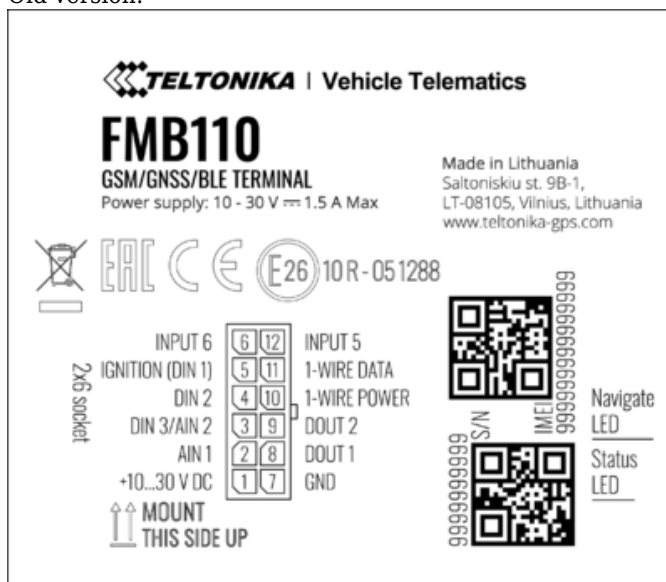 Old version:
TELTONIKA | Vehicle Telematics
FMB110
GSM/GNSS/BLE TERMINAL
Power supply: 10 - 30 V ⎓ 1.5 A Max
Made in Lithuania
Saltoniskiu st. 9B-1,
LT-08105, Vilnius, Lithuania
www.teltonika-gps.com
EAC CE E26 10R-051288
2x6 socket
INPUT 6 6 12 INPUT 5
IGNITION (DIN 1) 5 11 1-WIRE DATA
DIN 2 4 10 1-WIRE POWER
DIN 3/AIN 2 3 9 DOUT 2
AIN 1 2 8 DOUT 1
+10...30 V DC 1 7 GND
MOUNT
THIS SIDE UP
S/N
IMEI
Navigate
LED
Status
LED